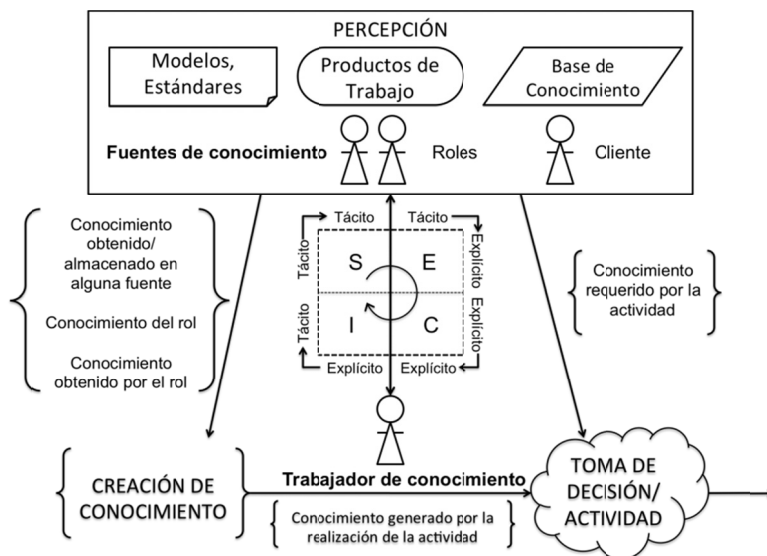 PERCEPCIÓN
Modelos,
Estándares
Productos de
Trabajo
Base de
Conocimiento
Fuentes de conocimiento
Roles
Cliente
Conocimiento
obtenido/
almacenado en
alguna fuente
Conocimiento del rol
Conocimiento
obtenido por el rol
Tácito
Tácito
Tácito
Explícito
S
E
Tácito
Explícito
I
C
Explícito
Explícito
Conocimiento
requerido por la
actividad
Trabajador de conocimiento
CREACIÓN DE
CONOCIMIENTO
Conocimiento generado por la
realización de la actividad
TOMA DE
DECISIÓN/
ACTIVIDAD